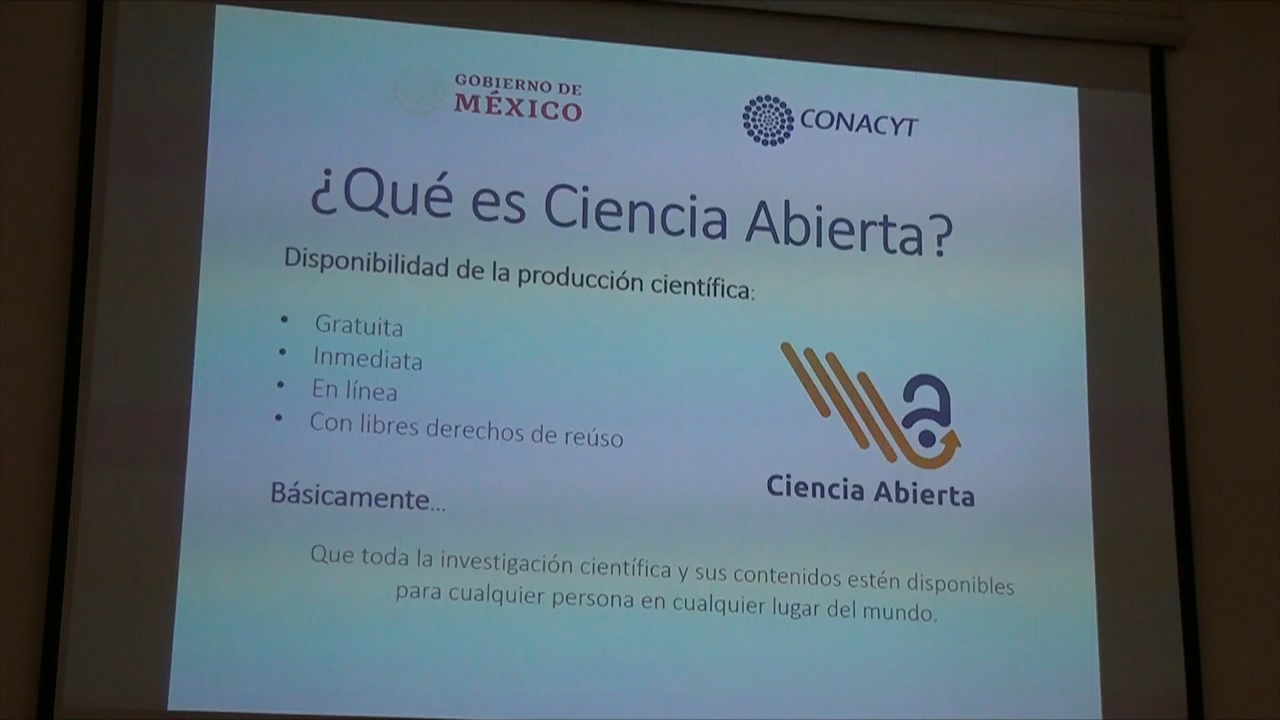 GOBIERNO DE
MÉXICO
CONACYT
¿Qué es Ciencia Abierta?
Disponibilidad de la producción científica:
• Gratuita
• Inmediata
• En línea
• Con libres derechos de reúso
Ciencia Abierta
Básicamente...
Que toda la investigación científica y sus contenidos estén disponibles
para cualquier persona en cualquier lugar del mundo.